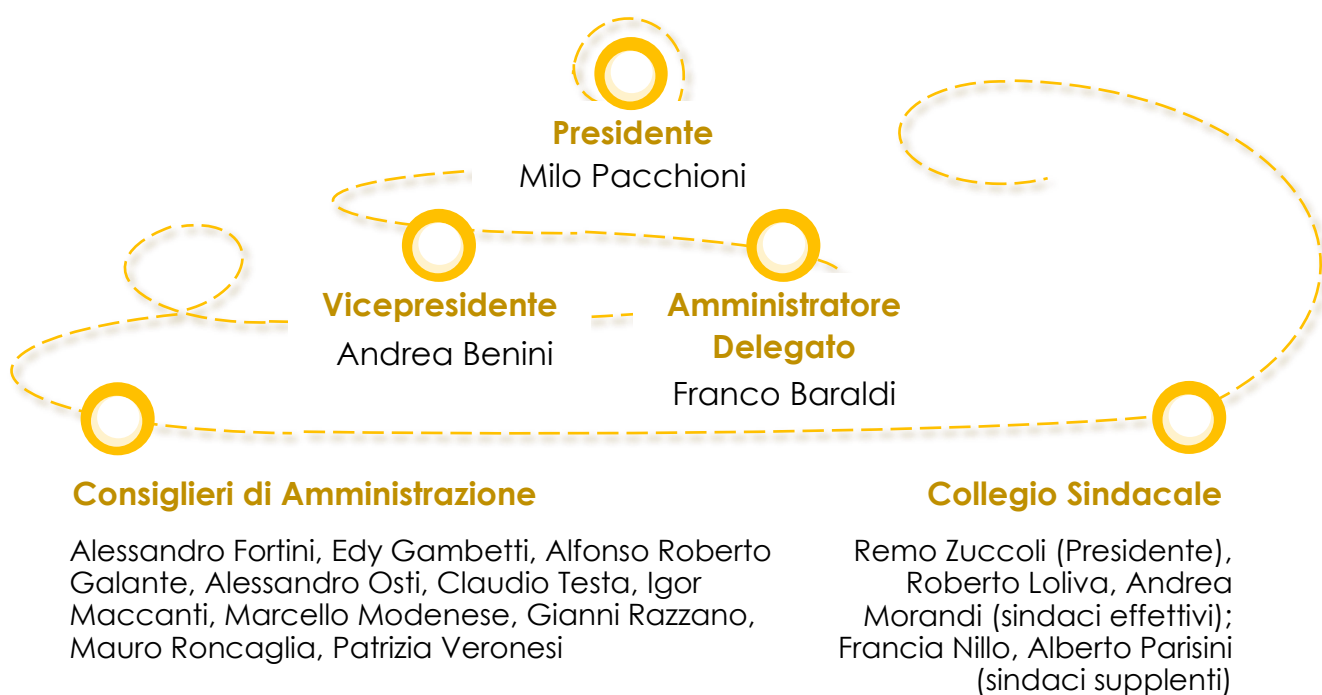 Presidente
Milo Pacchioni
Vicepresidente
Andrea Benini
Amministratore
Delegato
Franco Baraldi
Consiglieri di Amministrazione
Alessandro Fortini, Edy Gambetti, Alfonso Roberto
Galante, Alessandro Osti, Claudio Testa, Igor
Maccanti, Marcello Modenese, Gianni Razzano,
Mauro Roncaglia, Patrizia Veronesi
Collegio Sindacale
Remo Zuccoli (Presidente),
Roberto Loliva, Andrea
Morandi (sindaci effettivi);
Francia Nillo, Alberto Parisini
(sindaci supplenti)